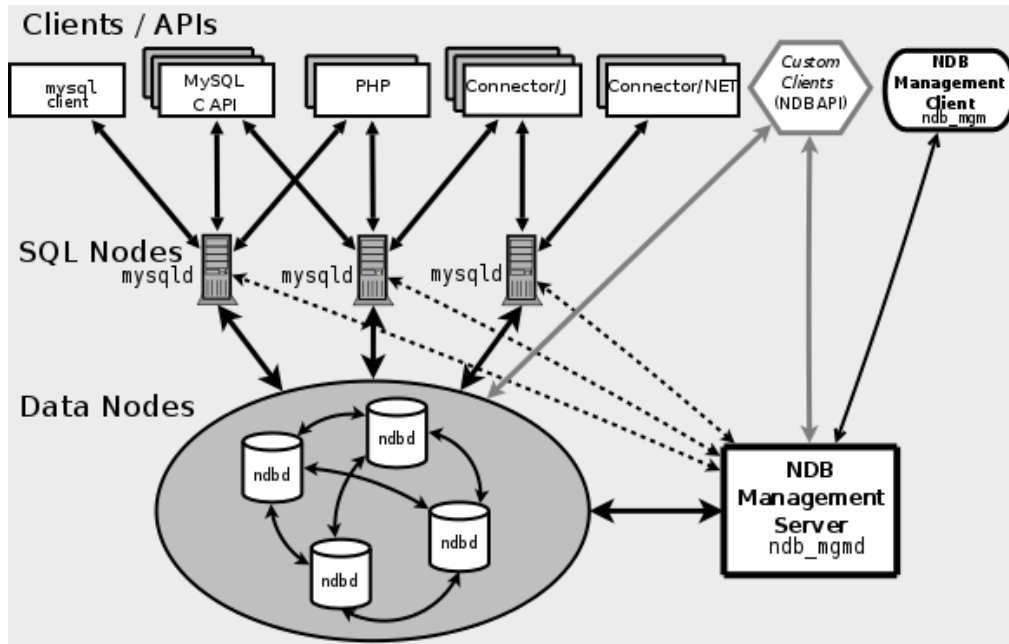 Clients / APIs
mysql
client
MySQL
C API
PHP
Connector/J
Connector/NET
Custom
Clients
(NDBAPI)
NDB
Management
Client
ndb_mgm
SQL Nodes
mysqld
mysqld
mysqld
Data Nodes
ndbd
ndbd
ndbd
ndbd
NDB
Management
Server
ndb_mgmd